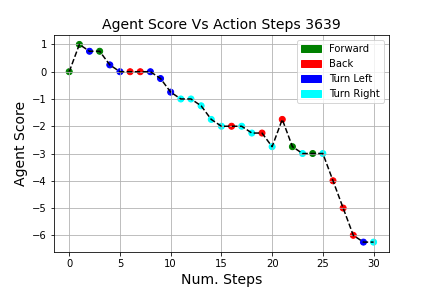 Agent Score Vs Action Steps 3639
Forward
Back
Turn Left
Turn Right
Agent Score
1
0
−1
−2
−3
−4
−5
−6
0 5 10 15 20 25 30
Num. Steps